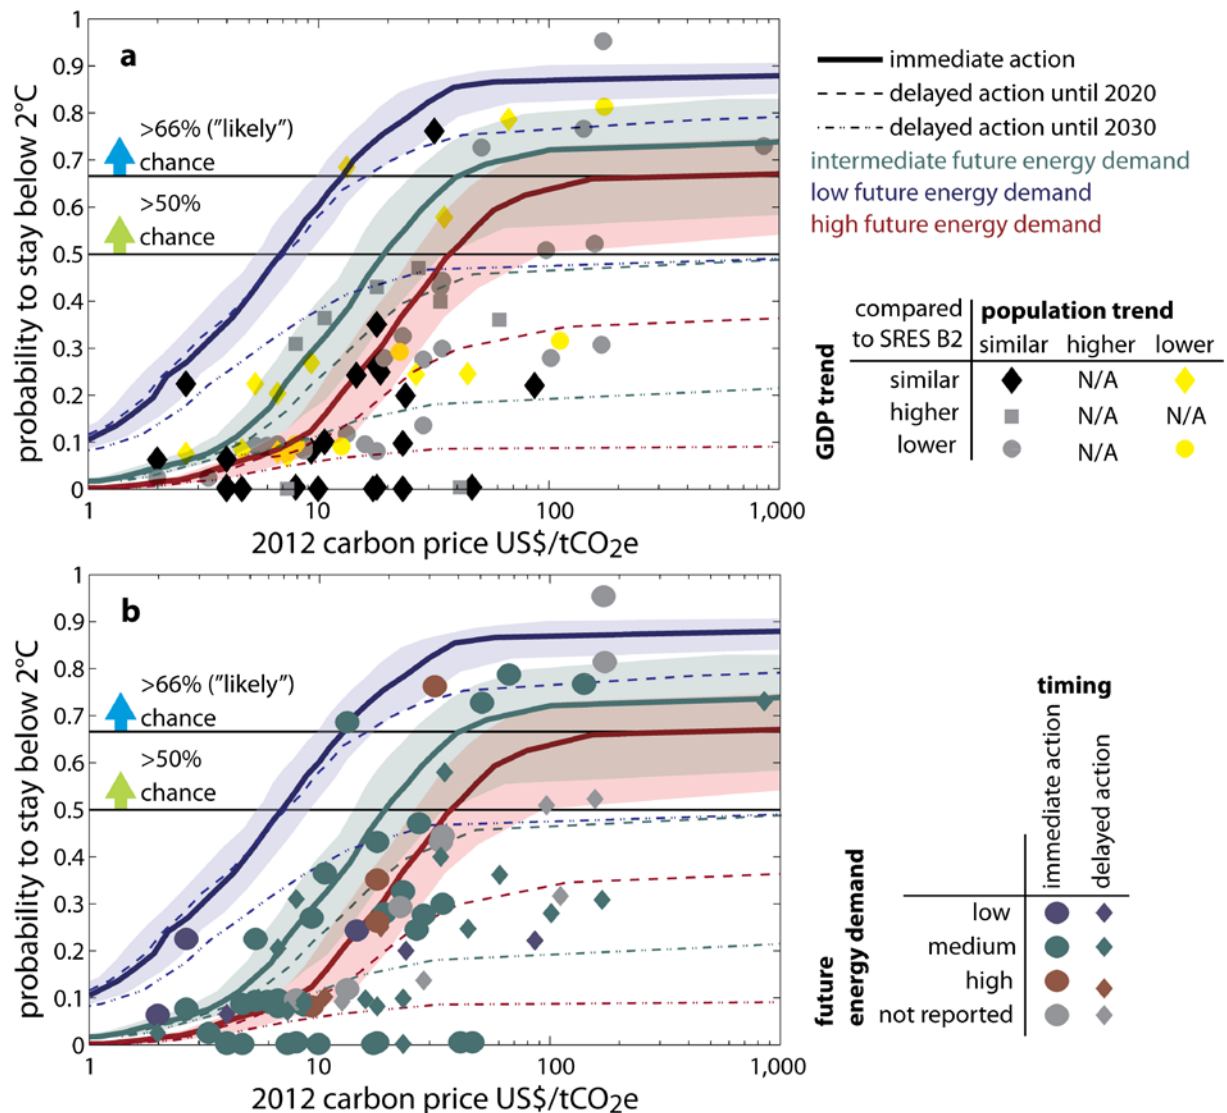 a
probability to stay below 2°C
1
0.9
0.8
0.7
0.6
0.5
0.4
0.3
0.2
0.1
0
>66% ("likely")
chance
>50%
chance
1 10 100 1,000
2012 carbon price US$/tCO2e
immediate action
delayed action until 2020
delayed action until 2030
intermediate future energy demand
low future energy demand
high future energy demand
compared
to SRES B2
population trend
similar higher lower
GDP trend
similar N/A
higher N/A N/A
lower N/A
b
probability to stay below 2°C
1
0.9
0.8
0.7
0.6
0.5
0.4
0.3
0.2
0.1
0
>66% ("likely")
chance
>50%
chance
1 10 100 1,000
2012 carbon price US$/tCO2e
timing
immediate action
delayed action
future
energy demand
low
medium
high
not reported